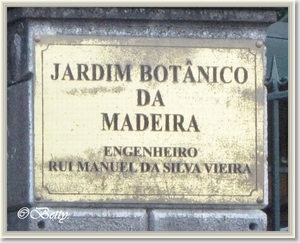 JARDIM BOTÂNICO
DA
MADEIRA
ENGENHEIRO
RUI MANUEL DA SILVA VIEIRA
© Betty